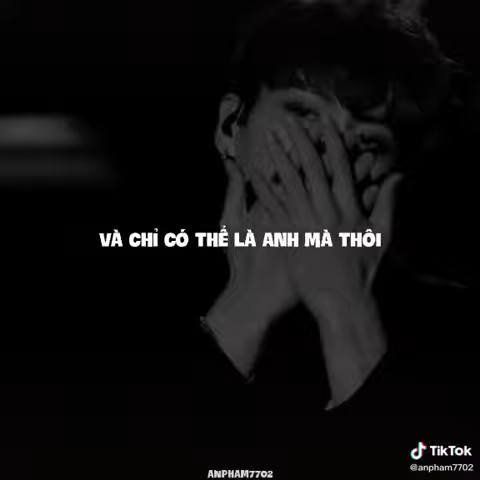 VÀ CHỈ CÓ THỂ LÀ ANH MÀ THÔI
TikTok
@anpham7702
ANPHAM7702